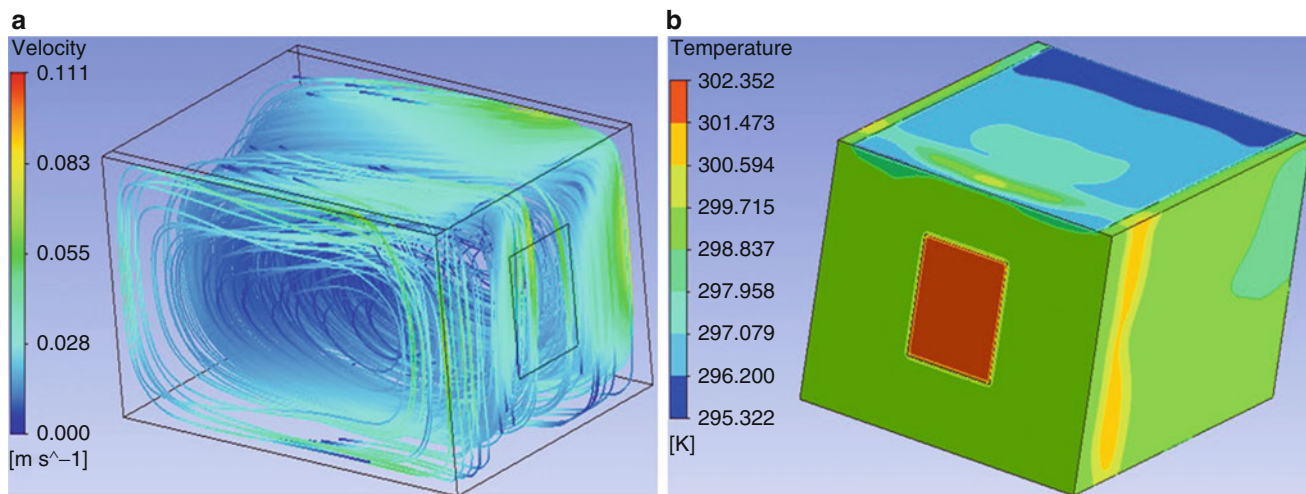 a
Velocity
0.111
0.083
0.055
0.028
0.000
[m s^−1]
b
Temperature
302.352
301.473
300.594
299.715
298.837
297.958
297.079
296.200
295.322
[K]